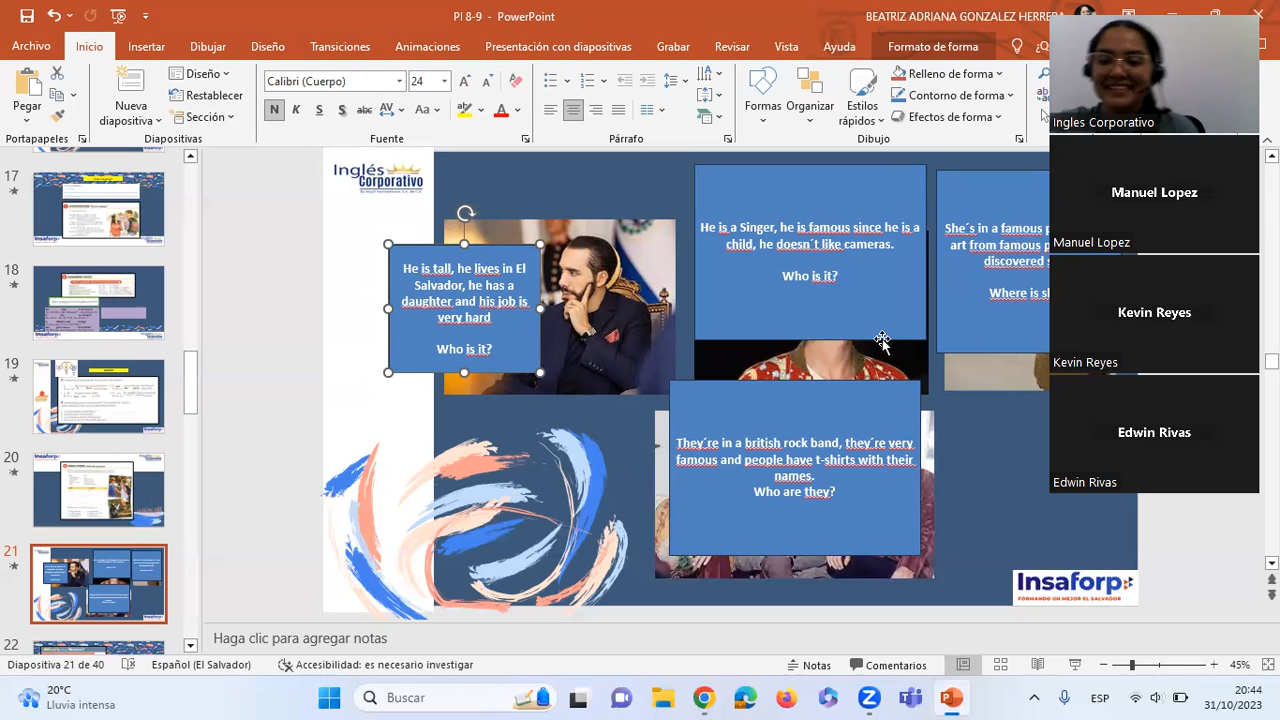 PI 8-9 - PowerPoint
BEATRIZ ADRIANA GONZALEZ HERRERA
Archivo
Inicio
Insertar
Dibujar
Diseño
Transiciones
Animaciones
Presentación con diapositivas
Grabar
Revisar
Vista
Ayuda
Formato de forma
Pegar
Nueva
diapositiva
Diseño
Restablecer
Sección
Calibri (Cuerpo)
24
N
K
S
S
abc
AV
Aa
A
Formas
Organizar
Estilos
rápidos
Relleno de forma
Contorno de forma
Efectos de forma
Portapapeles
Diapositivas
Fuente
Párrafo
Dibujo
Ingles Corporativo
Manuel Lopez
Manuel Lopez
Kevin Reyes
Kevin Reyes
Edwin Rivas
Edwin Rivas
17
18
19
20
21
22
Inglés
Corporativo
He is tall, he lives in El
Salvador, he has a
daughter and his job is
very hard
Who is it?
He is a Singer, he is famous since he is a
child, he doesn´t like cameras.
Who is it?
She´s in a famous p
art from famous p
discovered s
Where is sh
They´re in a british rock band, they´re very
famous and people have t-shirts with their
names.
Who are they?
Insaforp
FORMANDO UN MEJOR EL SALVADOR
Haga clic para agregar notas
Diapositiva 21 de 40
Español (El Salvador)
Accesibilidad: es necesario investigar
Notas
Comentarios
45%
20°C
Lluvia intensa
Buscar
ESP
20:44
31/10/2023